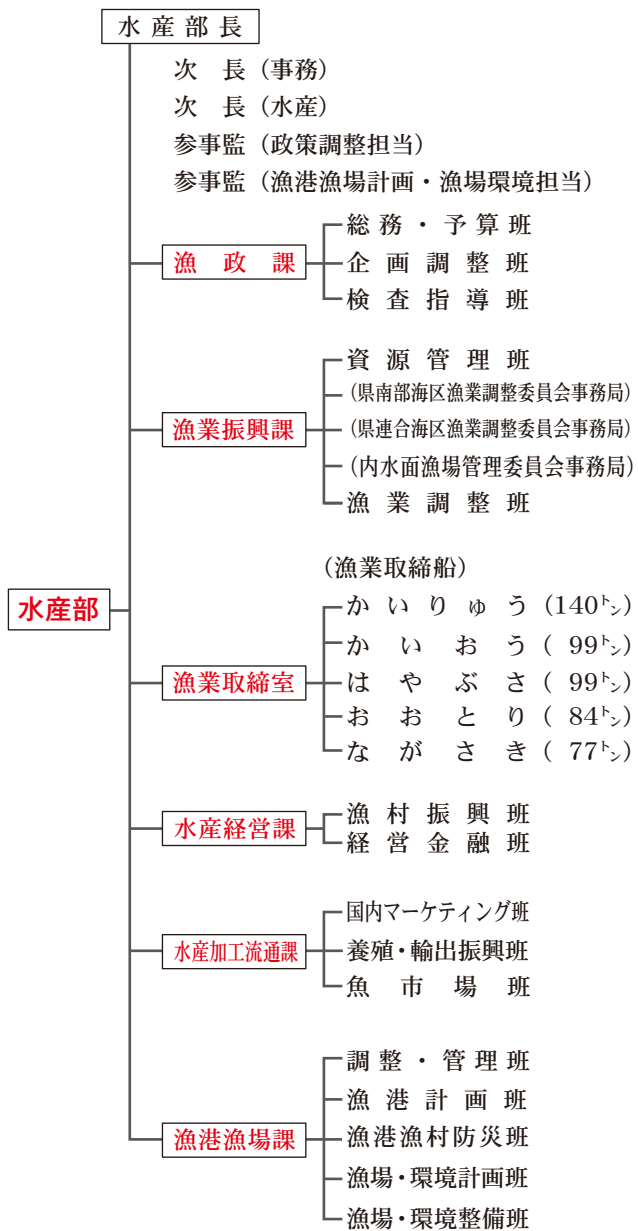 水産部長
次長(事務)
次長(水産)
参事監(政策調整担当)
参事監(漁港漁場計画・漁場環境担当)
水産部
漁政課
総務・予算班
企画調整班
検査指導班
漁業振興課
資源管理班
(県南部海区漁業調整委員会事務局)
(県連合海区漁業調整委員会事務局)
(内水面漁場管理委員会事務局)
漁業調整班
漁業取締室
(漁業取締船)
かいりゅう(140㌧)
かいおう(99㌧)
はやぶさ(99㌧)
おおとり(84㌧)
ながさき(77㌧)
水産経営課
漁村振興班
経営金融班
水産加工流通課
国内マーケティング班
養殖・輸出振興班
魚市場班
漁港漁場課
調整・管理班
漁港計画班
漁港漁村防災班
漁場・環境計画班
漁場・環境整備班